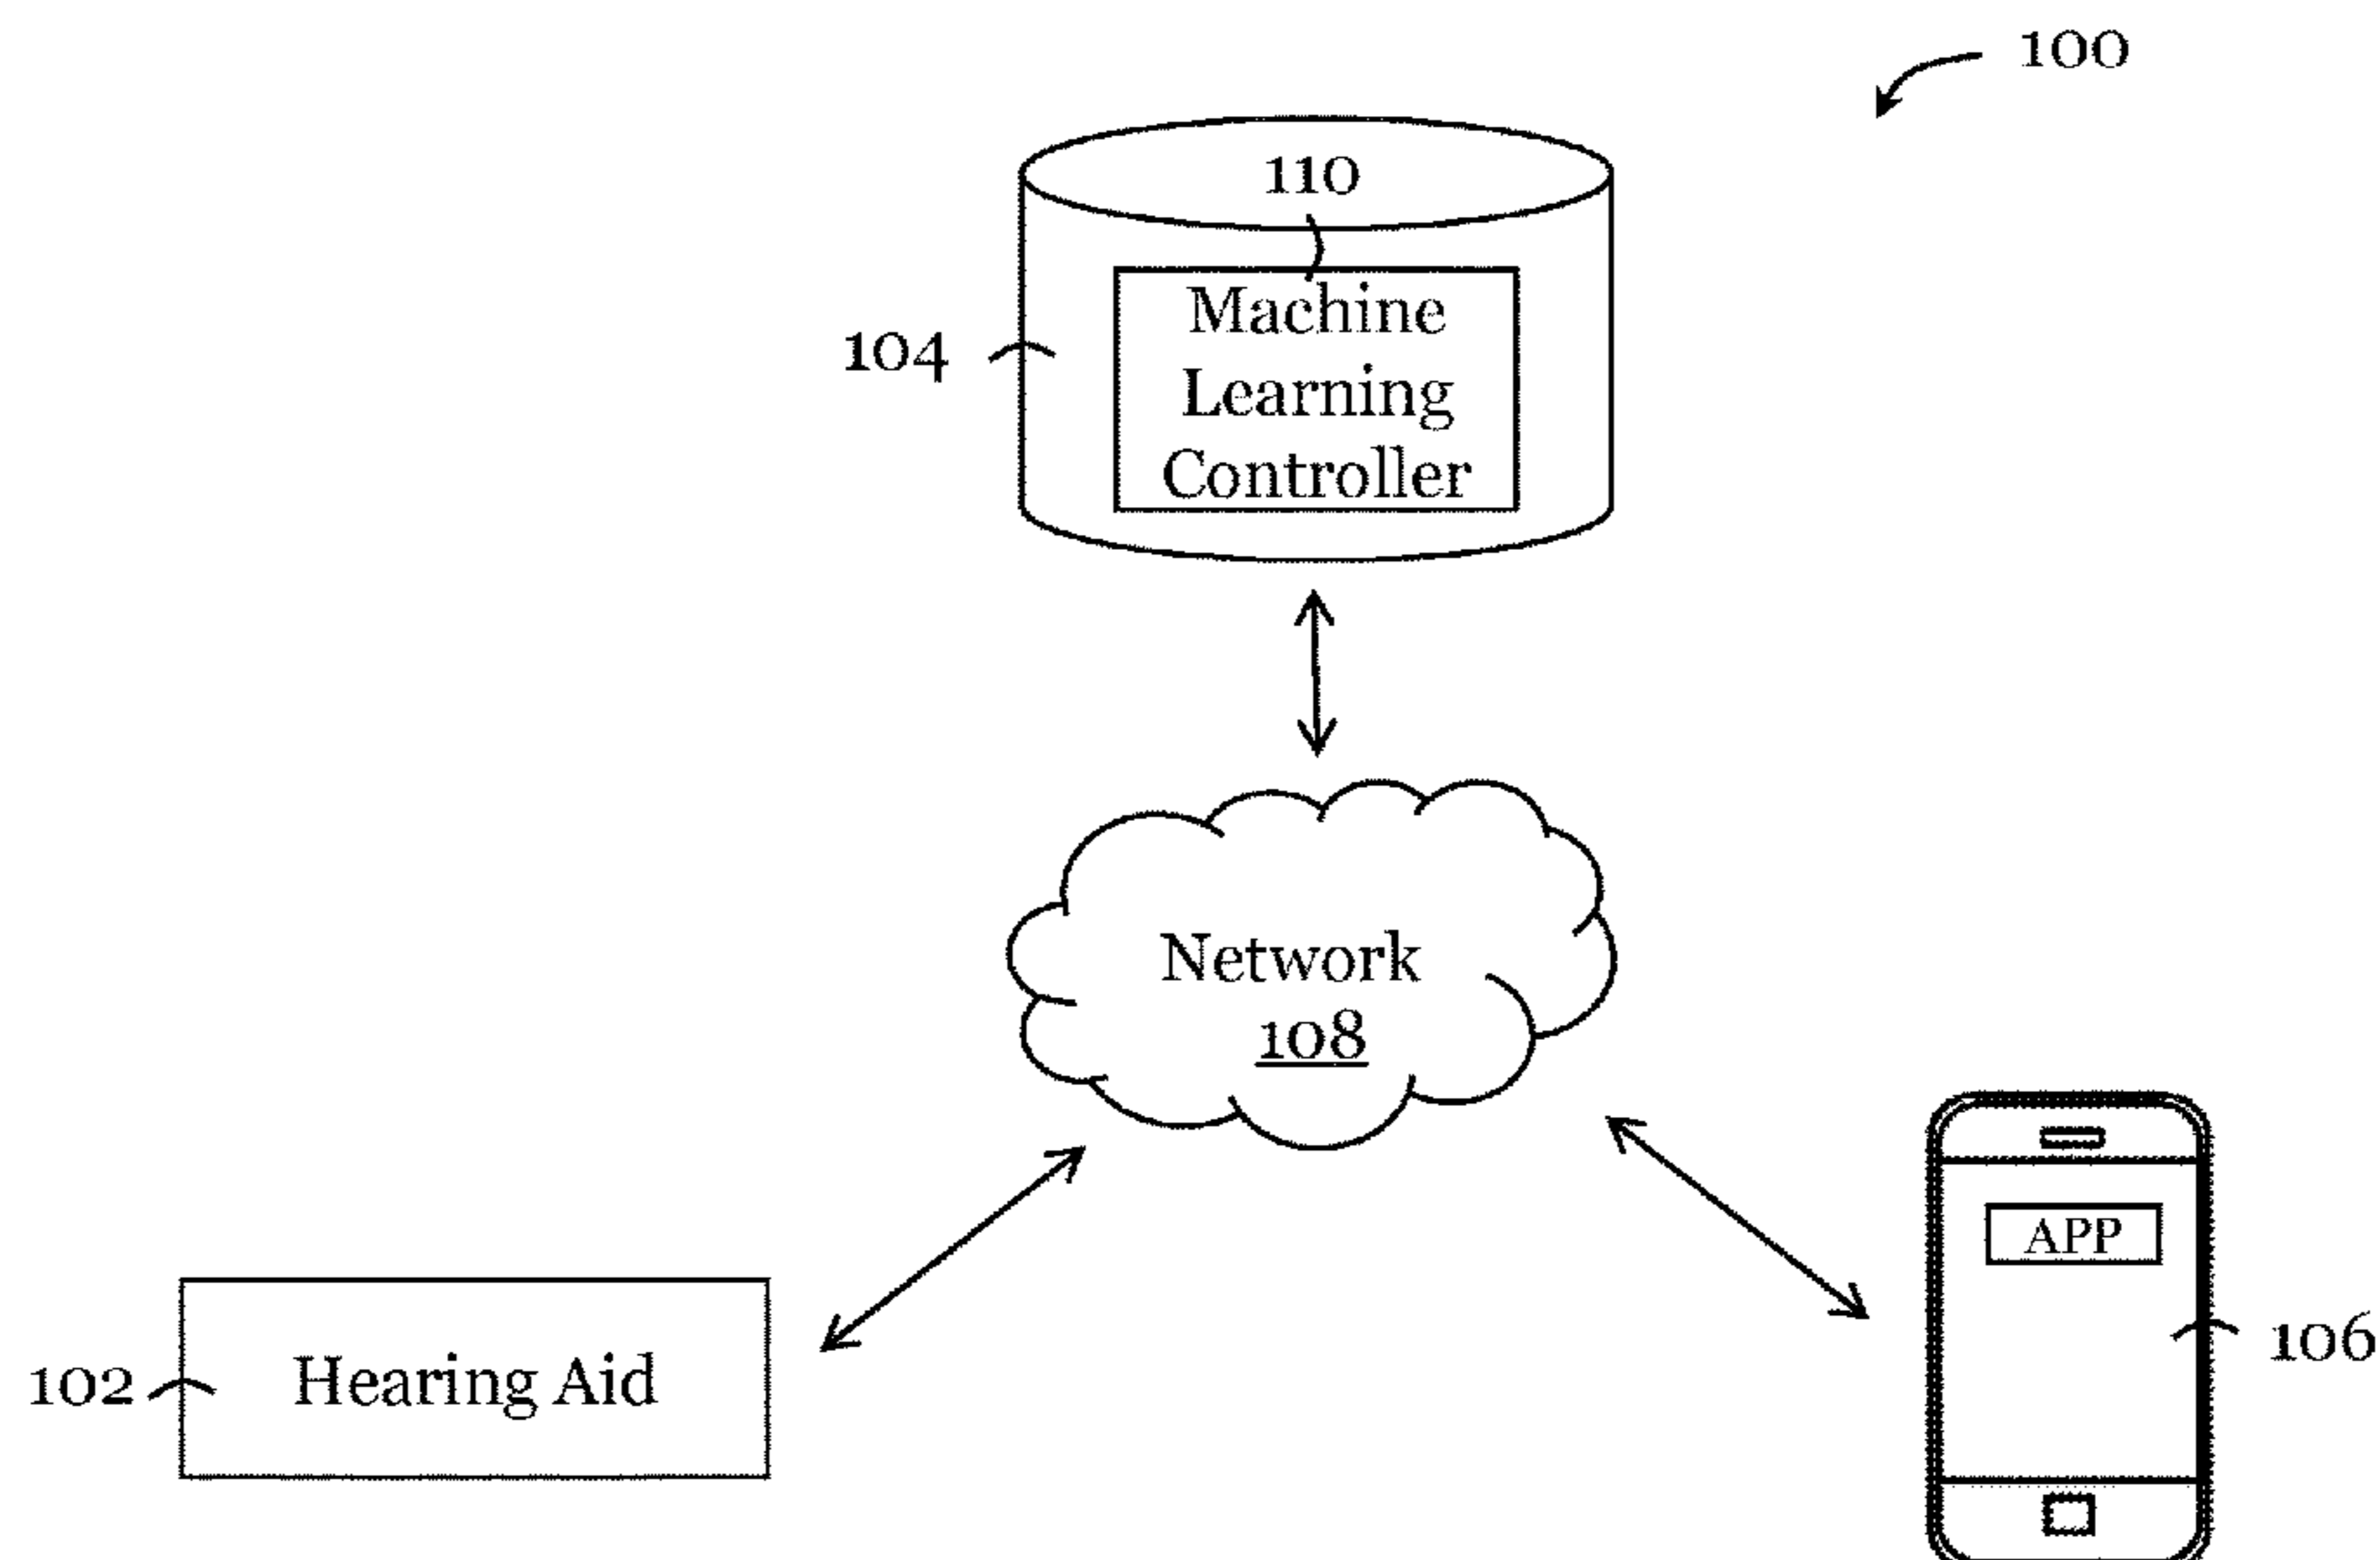 100
110
Machine
Learning
Controller
104
Network
108
APP
106
102
Hearing Aid